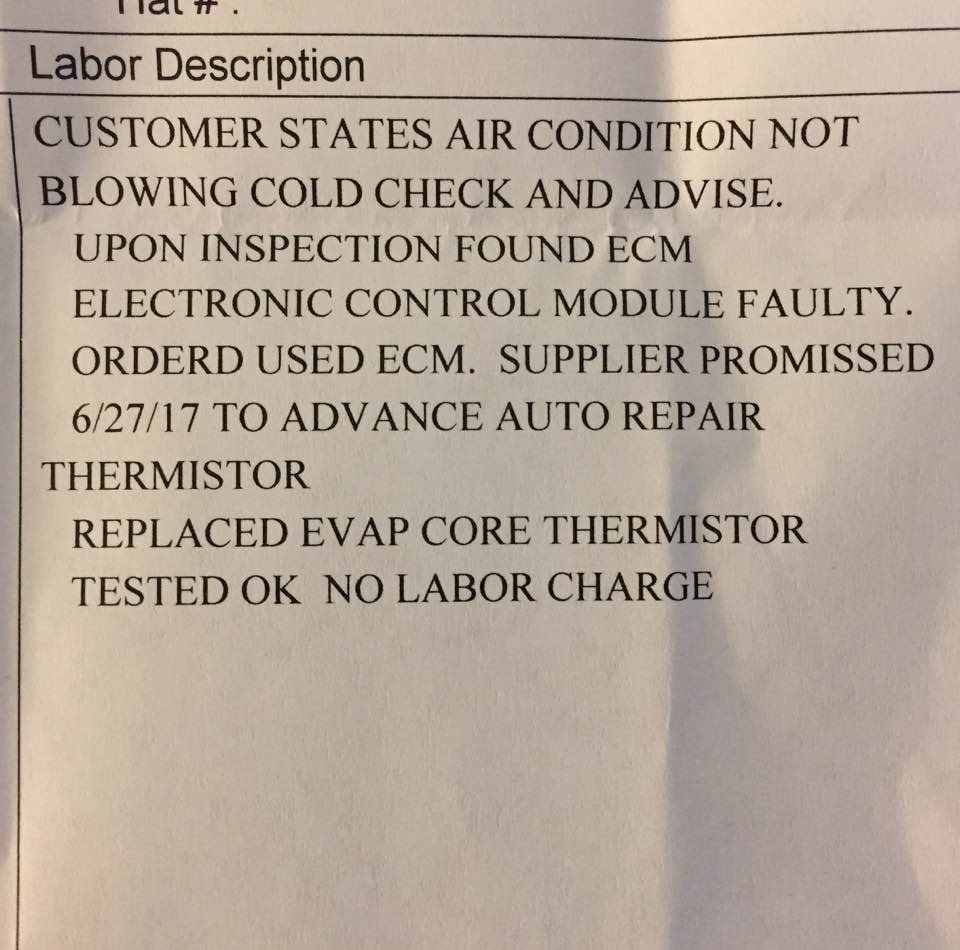 Labor Description
CUSTOMER STATES AIR CONDITION NOT
BLOWING COLD CHECK AND ADVISE.
UPON INSPECTION FOUND ECM
ELECTRONIC CONTROL MODULE FAULTY.
ORDERD USED ECM. SUPPLIER PROMISSED
6/27/17 TO ADVANCE AUTO REPAIR
THERMISTOR
REPLACED EVAP CORE THERMISTOR
TESTED OK NO LABOR CHARGE